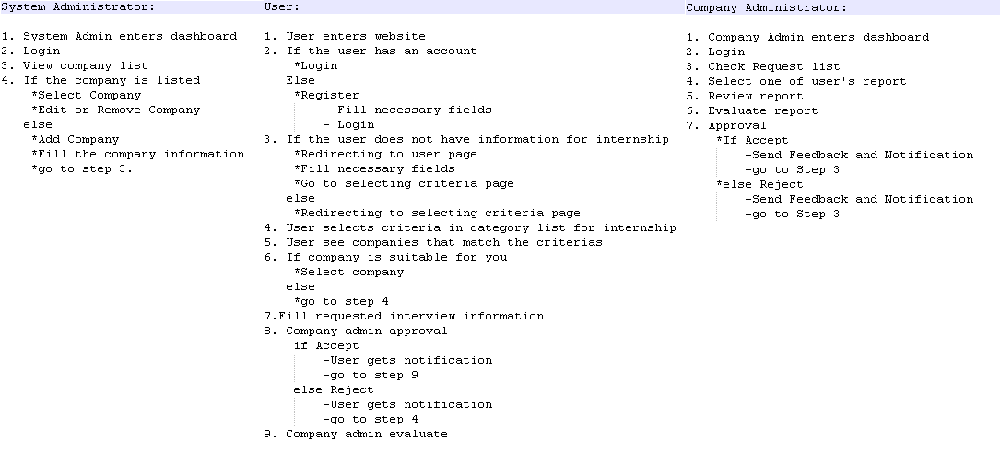 System Administrator:
1. System Admin enters dashboard
2. Login
3. View company list
4. If the company is listed
*Select Company
*Edit or Remove Company
else
*Add Company
*Fill the company information
*go to step 3.
User:
1. User enters website
2. If the user has an account
*Login
Else
*Register
- Fill necessary fields
- Login
3. If the user does not have information for internship
*Redirecting to user page
*Fill necessary fields
*Go to selecting criteria page
else
*Redirecting to selecting criteria page
4. User selects criteria in category list for internship
5. User see companies that match the criterias
6. If company is suitable for you
*Select company
else
*go to step 4
7.Fill requested interview information
8. Company admin approval
if Accept
-User gets notification
-go to step 9
else Reject
-User gets notification
-go to step 4
9. Company admin evaluate
Company Administrator:
1. Company Admin enters dashboard
2. Login
3. Check Request list
4. Select one of user's report
5. Review report
6. Evaluate report
7. Approval
*If Accept
-Send Feedback and Notification
-go to Step 3
*else Reject
-Send Feedback and Notification
-go to Step 3